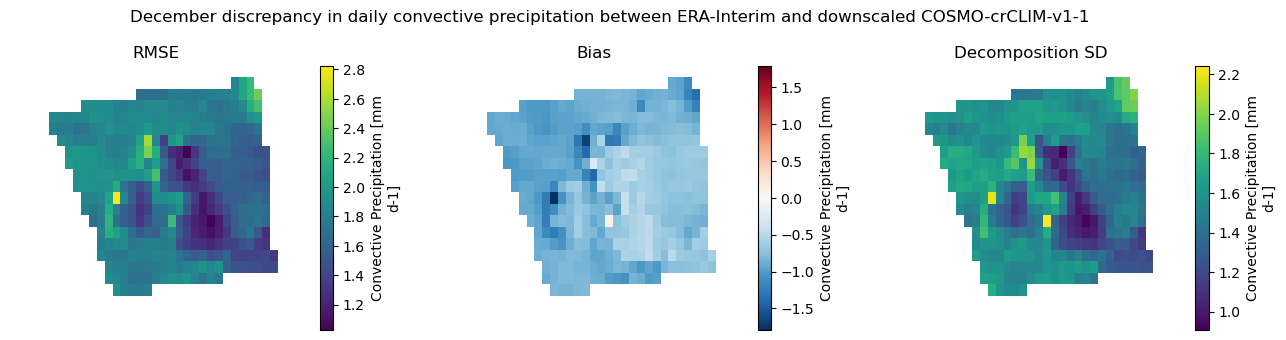 December discrepancy in daily convective precipitation between ERA-Interim and downscaled COSMO-crCLIM-v1-1
RMSE
2.8
2.6
2.4
2.2
2.0
1.8
1.6
1.4
1.2
Convective Precipitation [mm
d-1]
Bias
1.5
1.0
0.5
0.0
−0.5
−1.0
−1.5
Convective Precipitation [mm
d-1]
Decomposition SD
2.2
2.0
1.8
1.6
1.4
1.2
1.0
Convective Precipitation [mm
d-1]